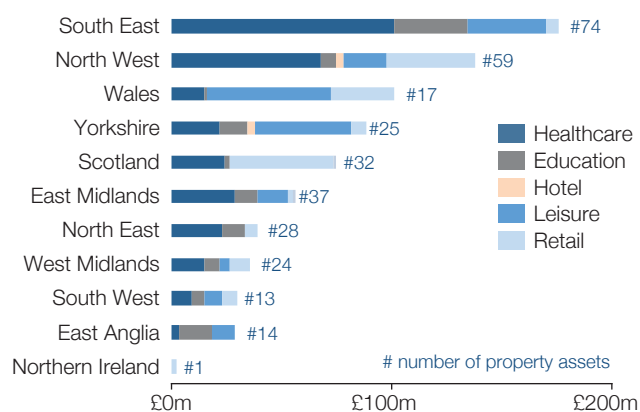 South East #74
North West #59
Wales #17
Yorkshire #25
Scotland #32
East Midlands #37
North East #28
West Midlands #24
South West #13
East Anglia #14
Northern Ireland #1
Healthcare
Education
Hotel
Leisure
Retail
# number of property assets
£0m £100m £200m